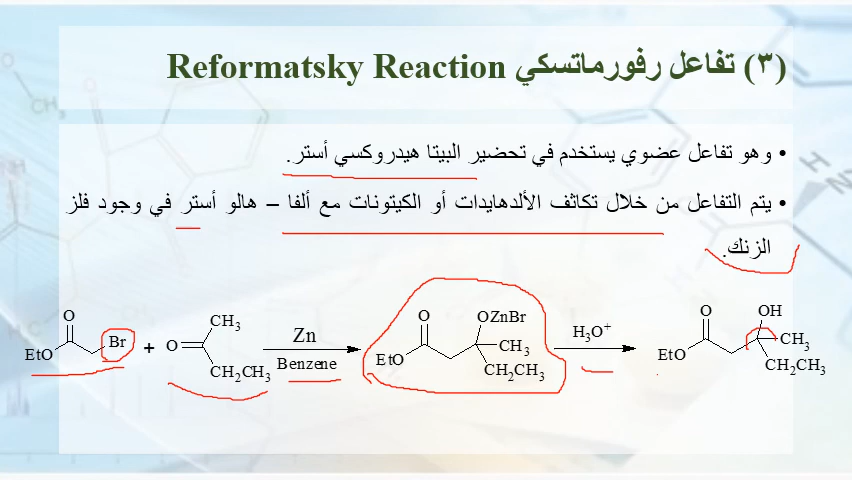 (٣) تفاعل رفورماتسكي Reformatsky Reaction
• وهو تفاعل عضوي يستخدم في تحضير البيتا هيدروكسي أستر.
• يتم التفاعل من خلال تكاثف الألدهايدات أو الكيتونات مع ألفا – هالو أستر في وجود فلز
الزنك.
O
EtO
Br
+
O
CH3
CH2CH3
Zn
Benzene
O
EtO
OZnBr
CH3
CH2CH3
H3O+
O
EtO
OH
CH3
CH2CH3